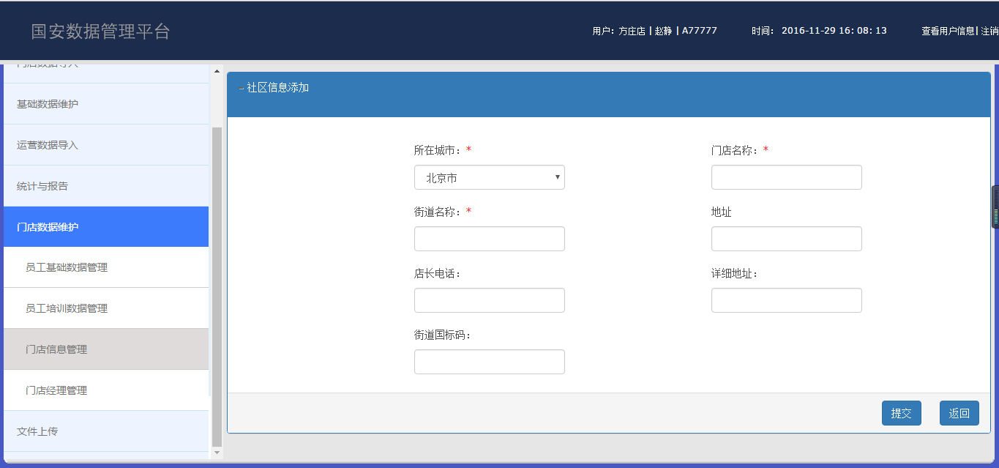 国安数据管理平台
用户：方庄店 | 赵静 | A77777 时间： 2016-11-29 16: 08: 13 查看用户信息| 注销
门店数据导入
基础数据维护
运营数据导入
统计与报告
门店数据维护
员工基础数据管理
员工培训数据管理
门店信息管理
门店经理管理
文件上传
– 社区信息添加
所在城市：*
门店名称：*
北京市
街道名称：*
地址
店长电话：
详细地址：
街道国标码：
提交
返回